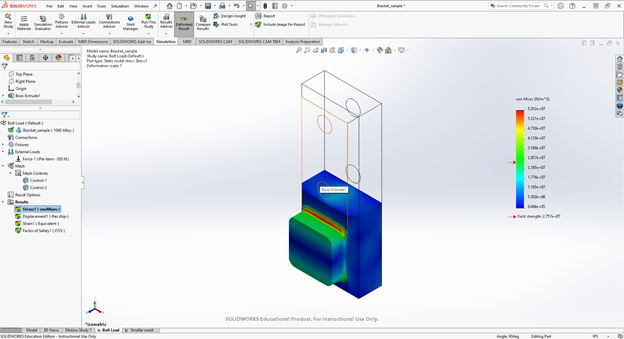 SOLIDWORKS
File Edit View Insert Tools Simulation Window Help
Bracket_sample *
Search Community Forum
New Study
Apply Material
Simulation Evaluator
Fixtures Advisor
External Loads Advisor
Connections Advisor
Shell Manager
Run This Study
Results Advisor
Deformed Result
Compare Results
Design Insight
Plot Tools
Report
Include Image for Report
Offloaded Simulation
Manage Network
Features Sketch Markup Evaluate MBD Dimensions SOLIDWORKS Add-Ins Simulation MBD SOLIDWORKS CAM SOLIDWORKS CAM TBM Analysis Preparation
Top Plane
Right Plane
Origin
Boss-Extrude1
Bolt Load (-Default-)
Bracket_sample (-1060 Alloy-)
Connections
Fixtures
External Loads
Force-1 (:Per item: -200 N:)
Mesh
Mesh Controls
Control-1
Control-2
Result Options
Results
Stress1 (-vonMises-)
Displacement1 (-Res disp-)
Strain1 (-Equivalent-)
Factor of Safety1 (-FOS-)
Model name: Bracket_sample
Study name: Bolt Load(-Default-)
Plot type: Static nodal stress Stress1
Deformation scale: 1
Boss-Extrude1
von Mises (N/m^2)
5.912e+07
5.321e+07
4.730e+07
4.139e+07
3.548e+07
2.957e+07
2.365e+07
1.774e+07
1.183e+07
5.920e+06
Yield strength: 2.757e+07
*Isometric
SOLIDWORKS Educational Product. For Instructional Use Only.
Model 3D Views Motion Study 1 Bolt Load Smaller mesh
SOLIDWORKS Education Edition - Instructional Use Only
Angle: 90deg Editing Part IPS